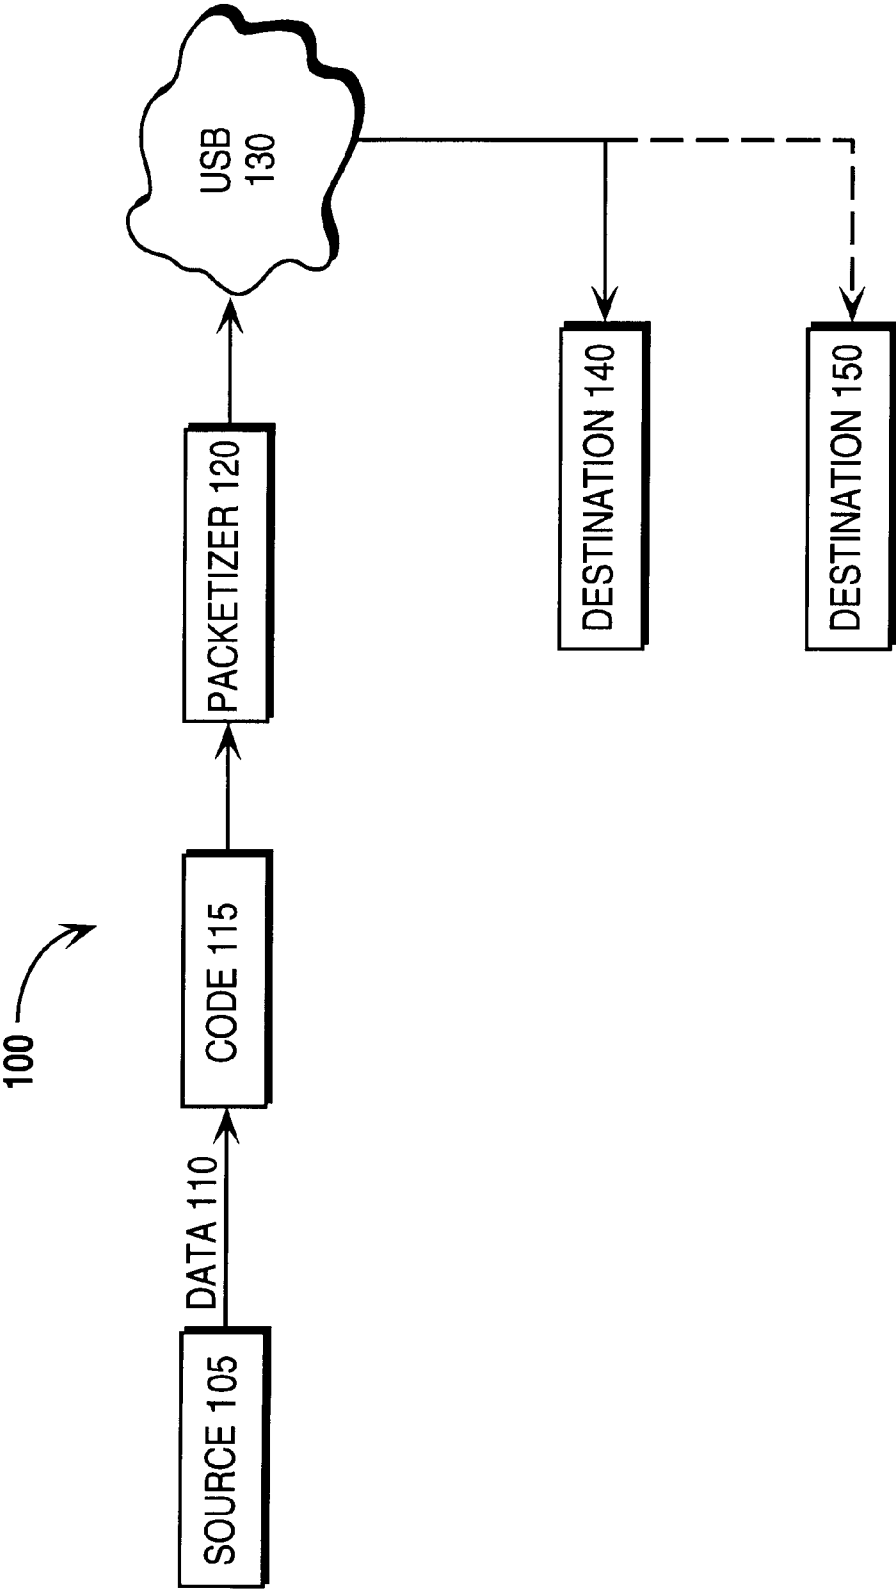 100
SOURCE 105
DATA 110
CODE 115
PACKETIZER 120
USB
130
DESTINATION 140
DESTINATION 150